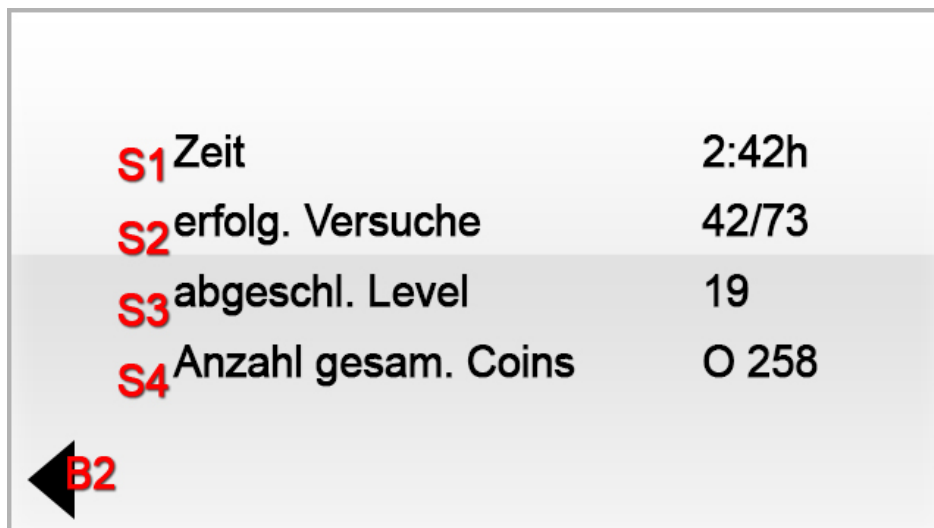 S1 Zeit 2:42h
S2 erfolg. Versuche 42/73
S3 abgeschl. Level 19
S4 Anzahl gesam. Coins O 258
B2